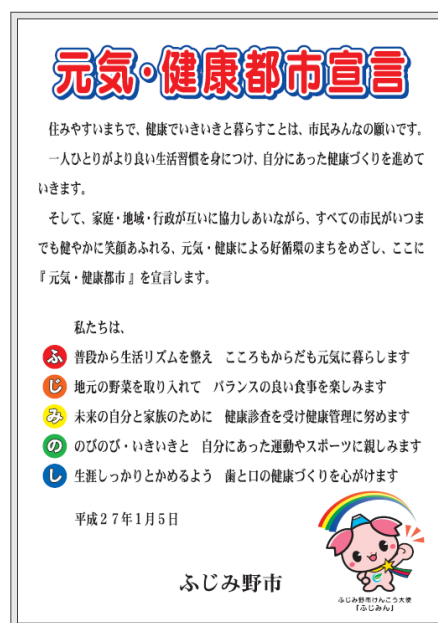 元気・健康都市宣言
住みやすいまちで、健康でいきいきと暮らすことは、市民みんなの願いです。
一人ひとりがより良い生活習慣を身につけ、自分にあった健康づくりを進めて
いきます。
そして、家庭・地域・行政が互いに協力しあいながら、すべての市民がいつま
でも健やかに笑顔あふれる、元気・健康による好循環のまちをめざし、ここに
『 元気・健康都市 』を宣言します。
私たちは、
ふ 普段から生活リズムを整え こころもからだも元気に暮らします
じ 地元の野菜を取り入れて バランスの良い食事を楽しみます
み 未来の自分と家族のために 健康診査を受け健康管理に努めます
の のびのび・いきいきと 自分にあった運動やスポーツに親しみます
し 生涯しっかりとかめるよう 歯と口の健康づくりを心がけます
平成27年1月5日
ふじみ野市
ふじみ野市けんこう大使
「ふじみん」